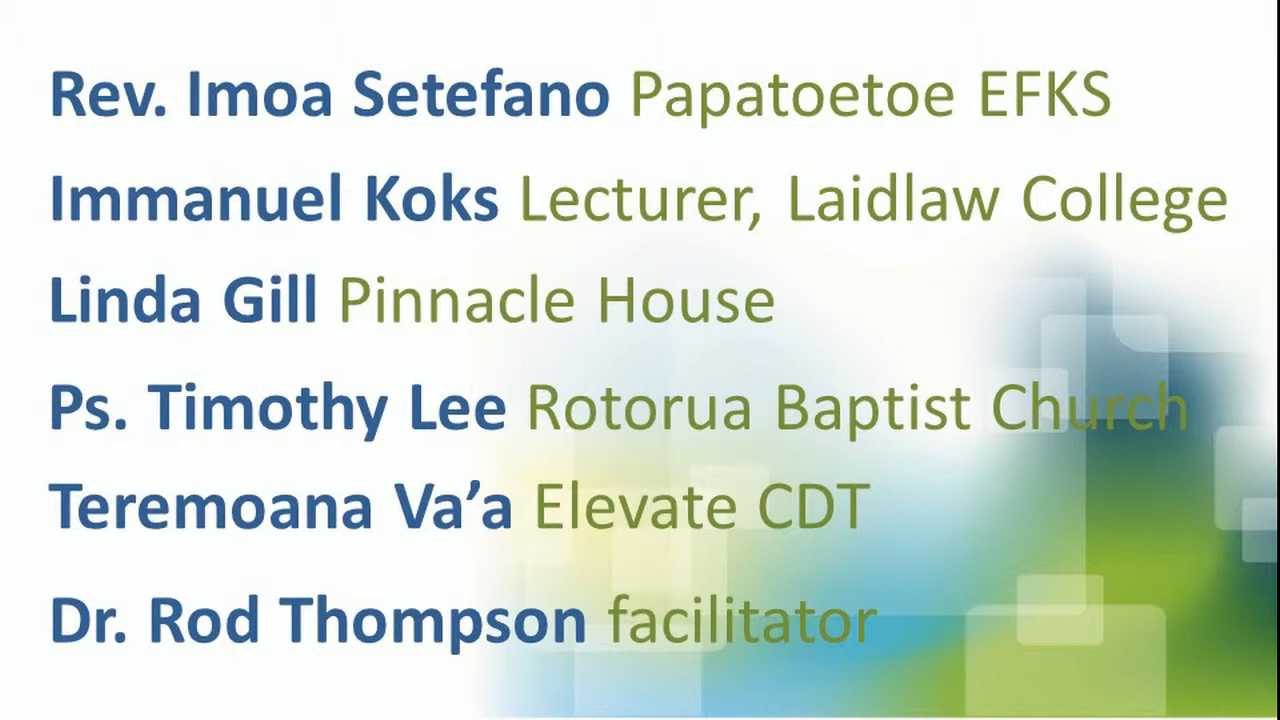 Rev. Imoa Setefano Papatoetoe EFKS
Immanuel Koks Lecturer, Laidlaw College
Linda Gill Pinnacle House
Ps. Timothy Lee Rotorua Baptist Church
Teremoana Va’a Elevate CDT
Dr. Rod Thompson facilitator